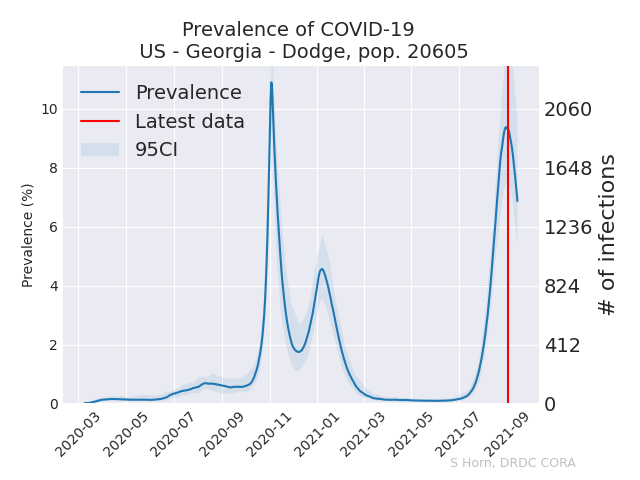 Prevalence of COVID-19
US - Georgia - Dodge, pop. 20605
Prevalence
Latest data
95CI
Prevalence (%)
10
8
6
4
2
0
2060
1648
1236
824
412
0
# of infections
2020-03
2020-05
2020-07
2020-09
2020-11
2021-01
2021-03
2021-05
2021-07
2021-09
S Horn, DRDC CORA